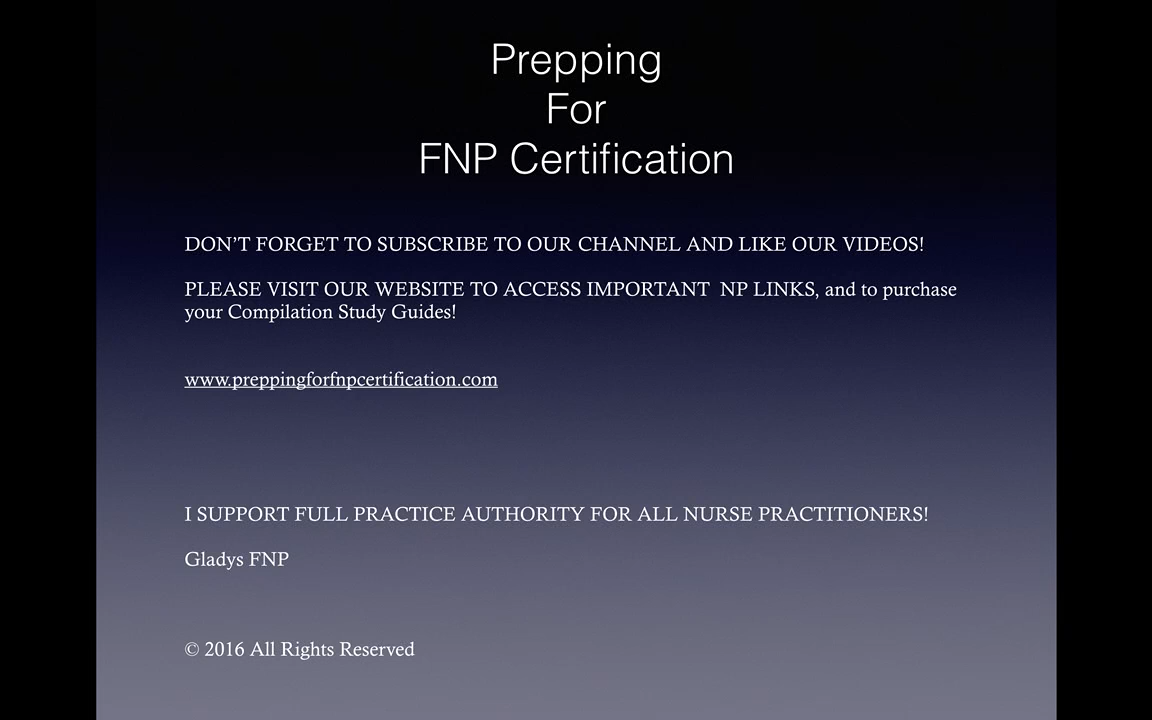 Prepping
For
FNP Certification
DON’T FORGET TO SUBSCRIBE TO OUR CHANNEL AND LIKE OUR VIDEOS!
PLEASE VISIT OUR WEBSITE TO ACCESS IMPORTANT  NP LINKS, and to purchase
your Compilation Study Guides!
www.preppingforfnpcertification.com
I SUPPORT FULL PRACTICE AUTHORITY FOR ALL NURSE PRACTITIONERS!
Gladys FNP
© 2016 All Rights Reserved